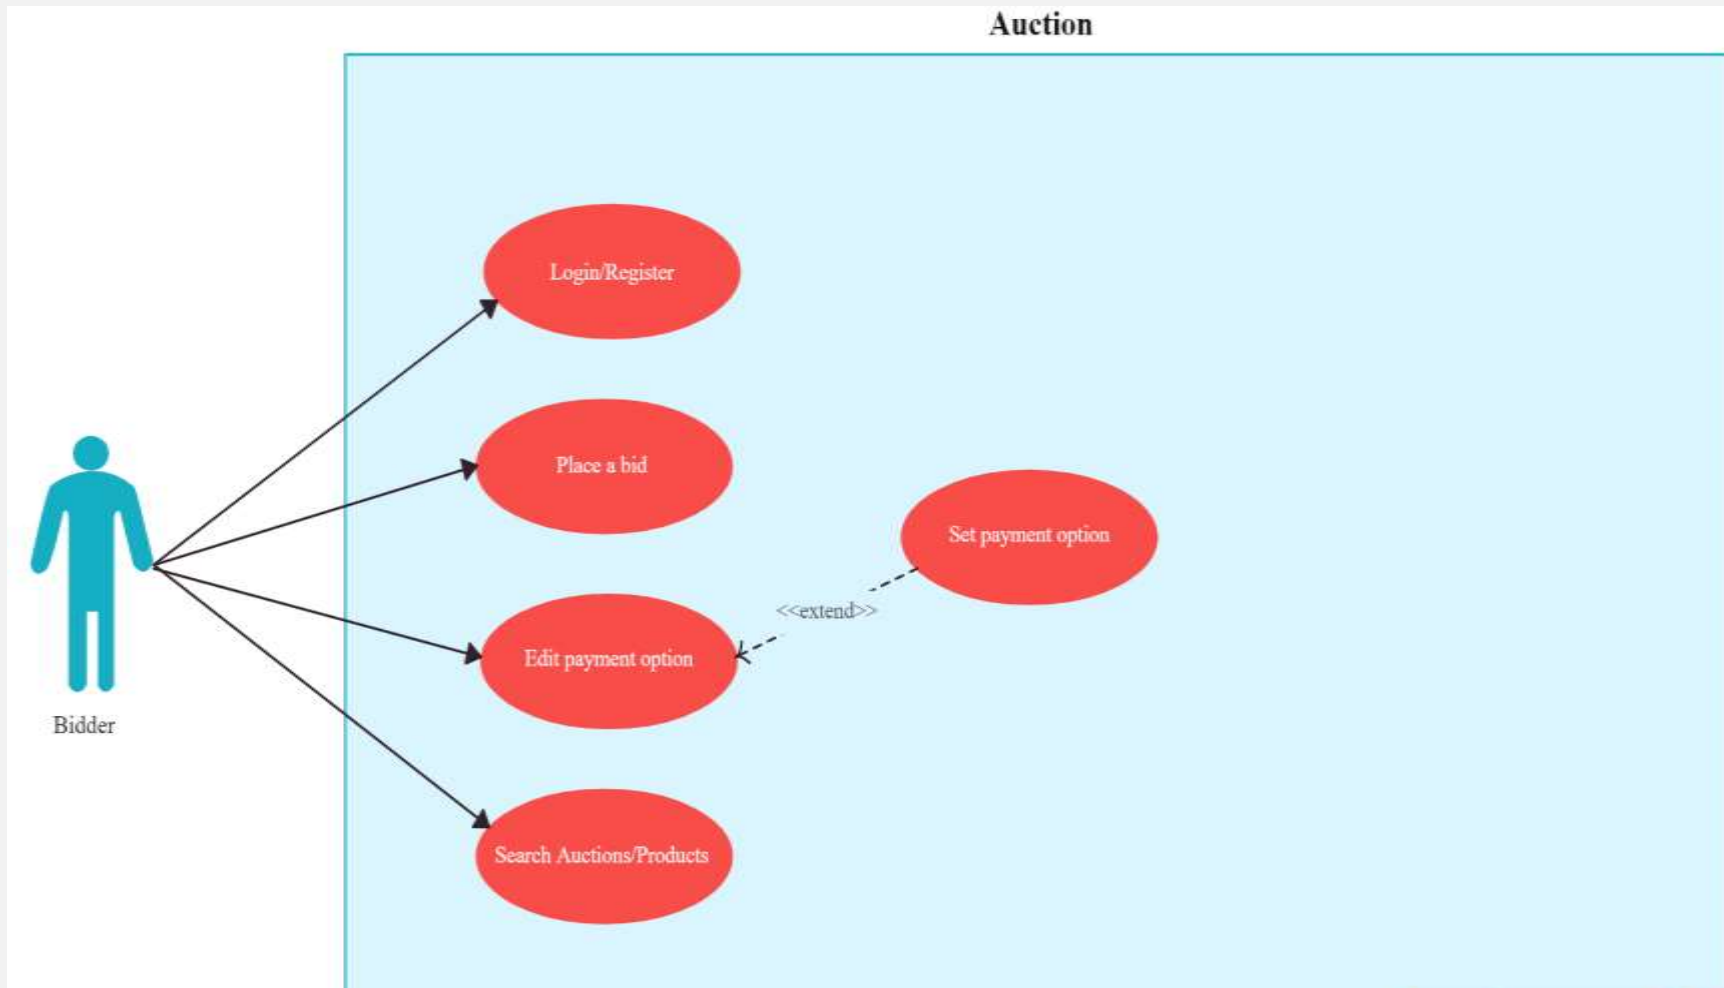 Auction
Login/Register
Place a bid
Set payment option
<<extend>>
Edit payment option
Bidder
Search Auctions/Products